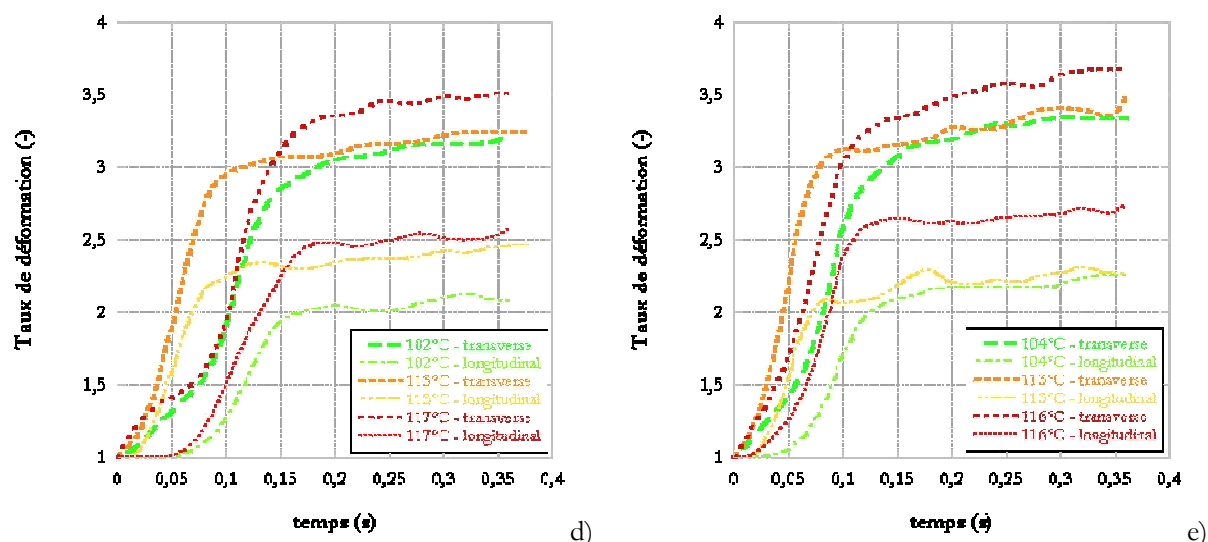 Taux de déformation (-)
4
3,5
3
2,5
2
1,5
1
0
0,05
0,1
0,15
0,2
0,25
0,3
0,35
0,4
temps (s)
102°C - transverse
102°C - longitudinal
113°C - transverse
113°C - longitudinal
117°C - transverse
117°C - longitudinal
d)
Taux de déformation (-)
4
3,5
3
2,5
2
1,5
1
0
0,05
0,1
0,15
0,2
0,25
0,3
0,35
0,4
temps (s)
104°C - transverse
104°C - longitudinal
113°C - transverse
113°C - longitudinal
116°C - transverse
116°C - longitudinal
e)